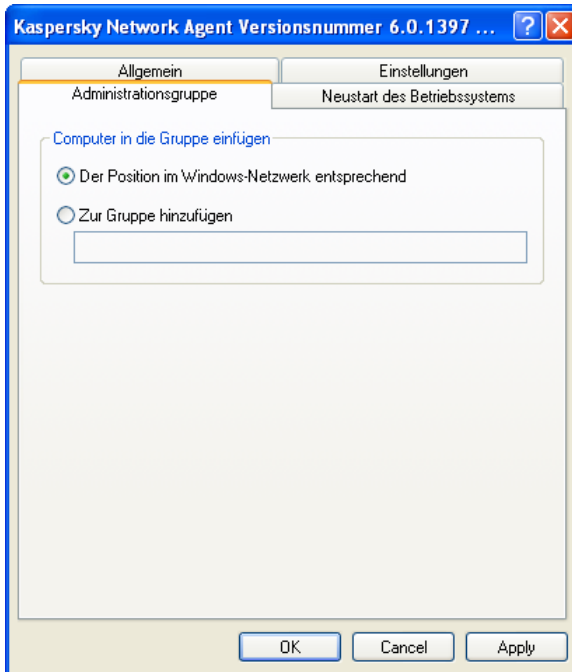 Kaspersky Network Agent Versionsnummer 6.0.1397 ...
Allgemein
Einstellungen
Administrationsgruppe
Neustart des Betriebssystems
Computer in die Gruppe einfügen
Der Position im Windows-Netzwerk entsprechend
Zur Gruppe hinzufügen
OK
Cancel
Apply